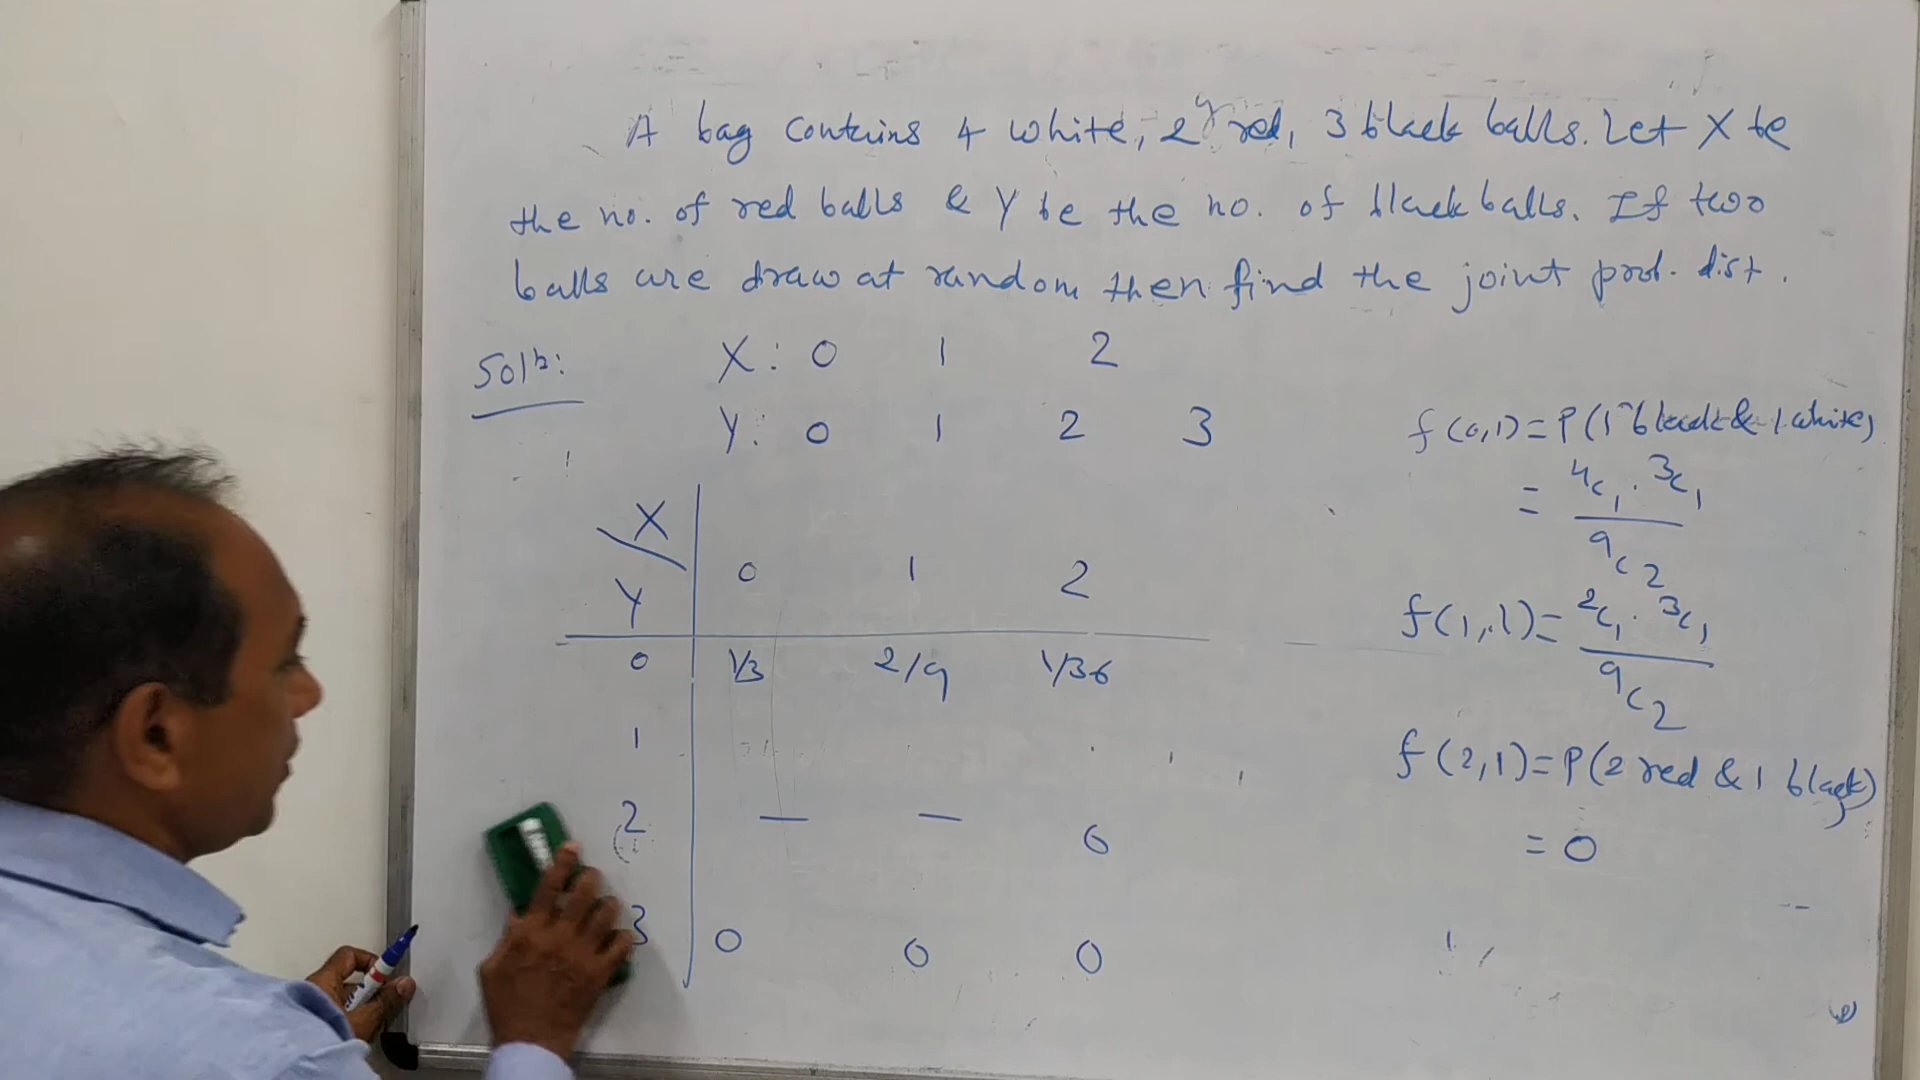 A bag contains 4 white, 2 red, 3 black balls. Let X be
the no. of red balls & Y be the no. of black balls. If two
balls are draw at random then find the joint prob. dist.
Soln: X: 0 1 2
Y: 0 1 2 3
X
Y 0 1 2
0 1/3 2/9 1/36
1
2 — — 0
3 0 0 0
f(0,1) = P(1 black & 1 white)
= 4c1 . 3c1 / 9c2
f(1,1) = 2c1 . 3c1 / 9c2
f(2,1) = P(2 red & 1 black)
= 0